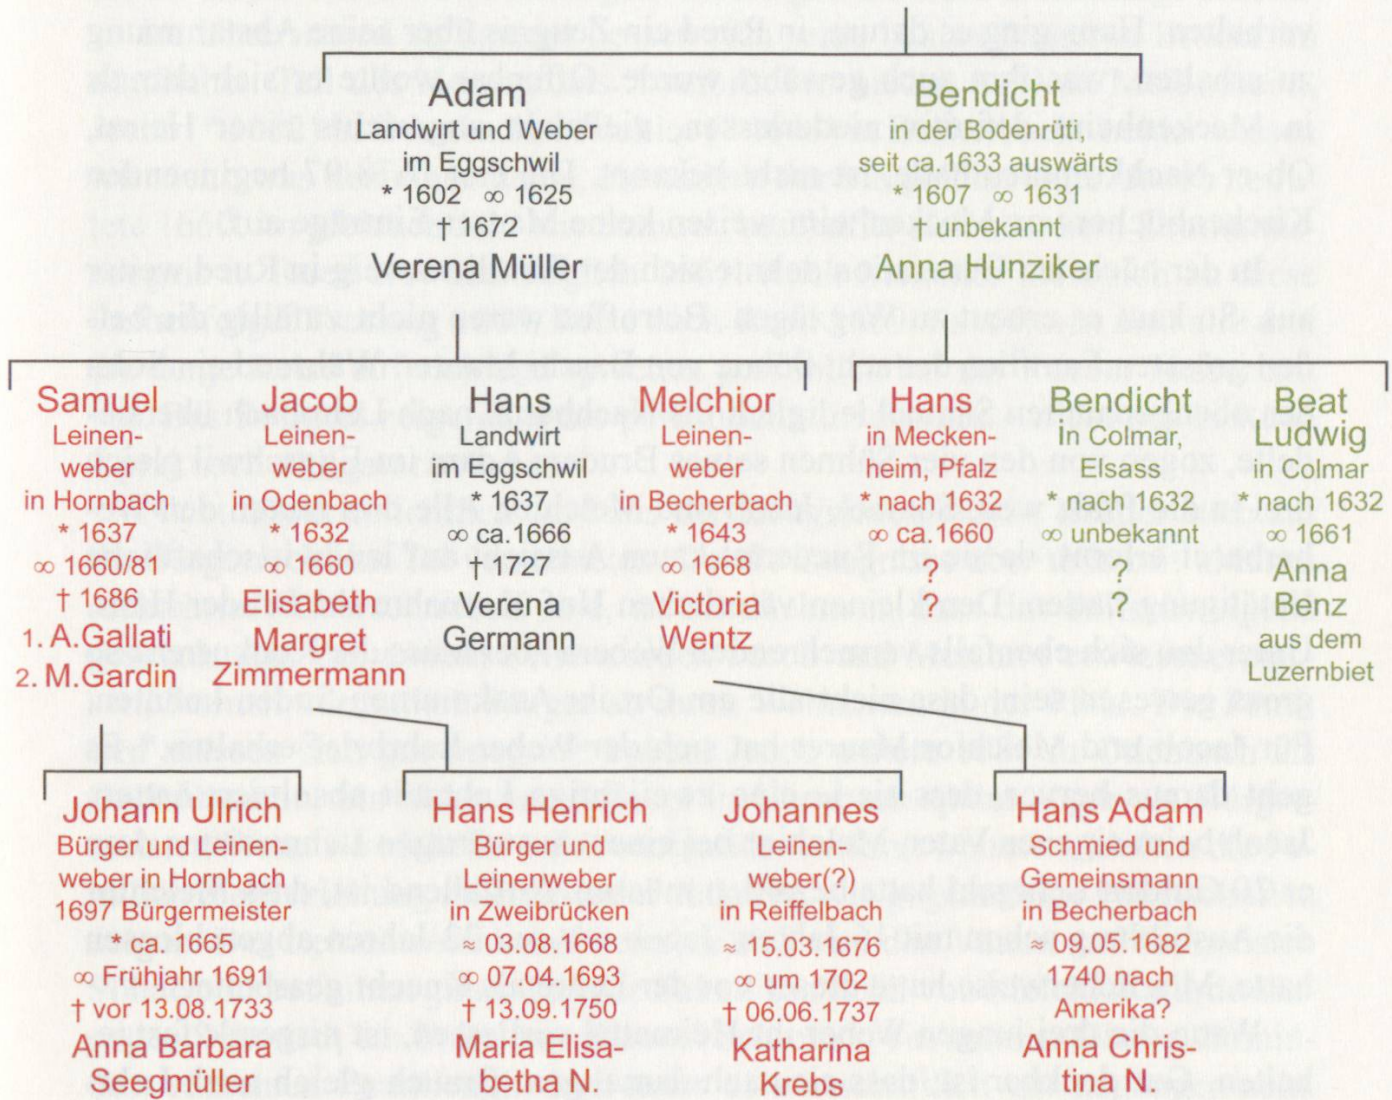 Adam
Landwirt und Weber
im Eggschwil
* 1602 ∞ 1625
† 1672
Verena Müller
Bendicht
in der Bodenrüti,
seit ca.1633 auswärts
* 1607 ∞ 1631
† unbekannt
Anna Hunziker
Samuel
Leinen-
weber
in Hornbach
*1637
∞ 1660/81
† 1686
1. A.Gallati
2. M.Gardin
Jacob
Leinen-
weber
in Odenbach
* 1632
∞ 1660
Elisabeth
Margret
Zimmermann
Hans
Landwirt
im Eggschwil
* 1637
∞ ca.1666
† 1727
Verena
Germann
Melchior
Leinen-
weber
in Becherbach
* 1643
∞ 1668
Victoria
Wentz
Hans
in Mecken-
heim, Pfalz
* nach 1632
∞ ca.1660
?
?
Bendicht
in Colmar,
Elsass
* nach 1632
∞ unbekannt
?
?
Beat
Ludwig
in Colmar
* nach 1632
∞ 1661
Anna
Benz
aus dem
Luzernbiet
Johann Ulrich
Bürger und Leinen-
weber in Hornbach
1697 Bürgermeister
* ca.1665
∞ Frühjahr 1691
† vor 13.08.1733
Anna Barbara
Seegmüller
Hans Henrich
Bürger und
Leinenweber
in Zweibrücken
≈ 03.08.1668
∞ 07.04.1693
† 13.09.1750
Maria Elisa-
betha N.
Johannes
Leinen-
weber(?)
in Reiffelbach
≈ 15.03.1676
∞ um 1702
† 06.06.1737
Katharina
Krebs
Hans Adam
Schmied und
Gemeinsmann
in Becherbach
≈ 09.05.1682
1740 nach
Amerika?
Anna Chris-
tina N.